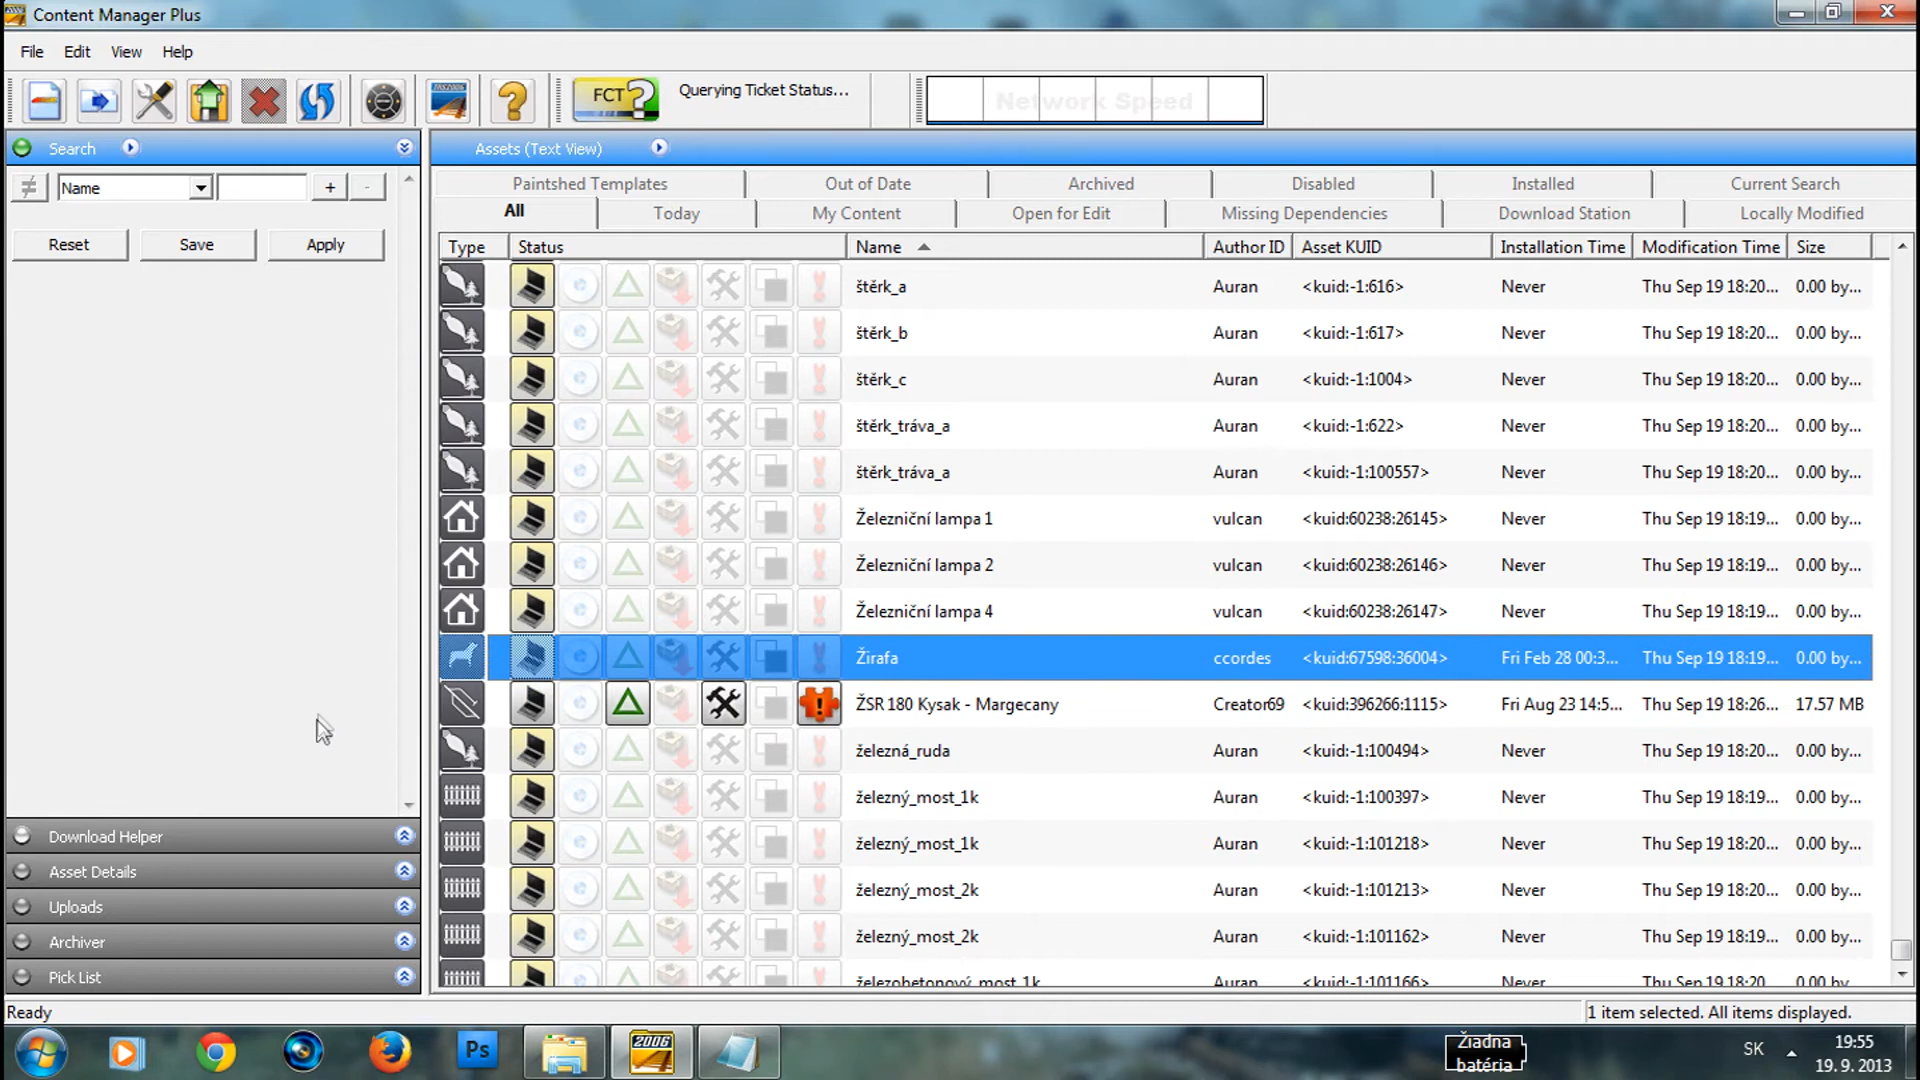 Content Manager Plus
File Edit View Help
FCT? Querying Ticket Status... Network Speed
Search Assets (Text View)
Name + -
Reset Save Apply
Paintshed Templates Out of Date Archived Disabled Installed Current Search
All Today My Content Open for Edit Missing Dependencies Download Station Locally Modified
Type Status Name Author ID Asset KUID Installation Time Modification Time Size
štěrk_a Auran <kuid:-1:616> Never Thu Sep 19 18:20... 0.00 by...
štěrk_b Auran <kuid:-1:617> Never Thu Sep 19 18:20... 0.00 by...
štěrk_c Auran <kuid:-1:1004> Never Thu Sep 19 18:20... 0.00 by...
štěrk_tráva_a Auran <kuid:-1:622> Never Thu Sep 19 18:20... 0.00 by...
štěrk_tráva_a Auran <kuid:-1:100557> Never Thu Sep 19 18:20... 0.00 by...
Železniční lampa 1 vulcan <kuid:60238:26145> Never Thu Sep 19 18:19... 0.00 by...
Železniční lampa 2 vulcan <kuid:60238:26146> Never Thu Sep 19 18:19... 0.00 by...
Železniční lampa 4 vulcan <kuid:60238:26147> Never Thu Sep 19 18:19... 0.00 by...
Žirafa ccordes <kuid:67598:36004> Fri Feb 28 00:3... Thu Sep 19 18:19... 0.00 by...
ŽSR 180 Kysak - Margecany Creator69 <kuid:396266:1115> Fri Aug 23 14:5... Thu Sep 19 18:26... 17.57 MB
železná_ruda Auran <kuid:-1:100494> Never Thu Sep 19 18:20... 0.00 by...
železný_most_1k Auran <kuid:-1:100397> Never Thu Sep 19 18:19... 0.00 by...
železný_most_1k Auran <kuid:-1:101218> Never Thu Sep 19 18:20... 0.00 by...
železný_most_2k Auran <kuid:-1:101213> Never Thu Sep 19 18:20... 0.00 by...
železný_most_2k Auran <kuid:-1:101162> Never Thu Sep 19 18:19... 0.00 by...
železobetonový_most_1k Auran <kuid:-1:101166> Never Thu Sep 19 18:20 0.00 by...
Download Helper
Asset Details
Uploads
Archiver
Pick List
Ready 1 item selected. All items displayed.
Ps 2006 Žiadna batéria SK 19:55
19. 9. 2013